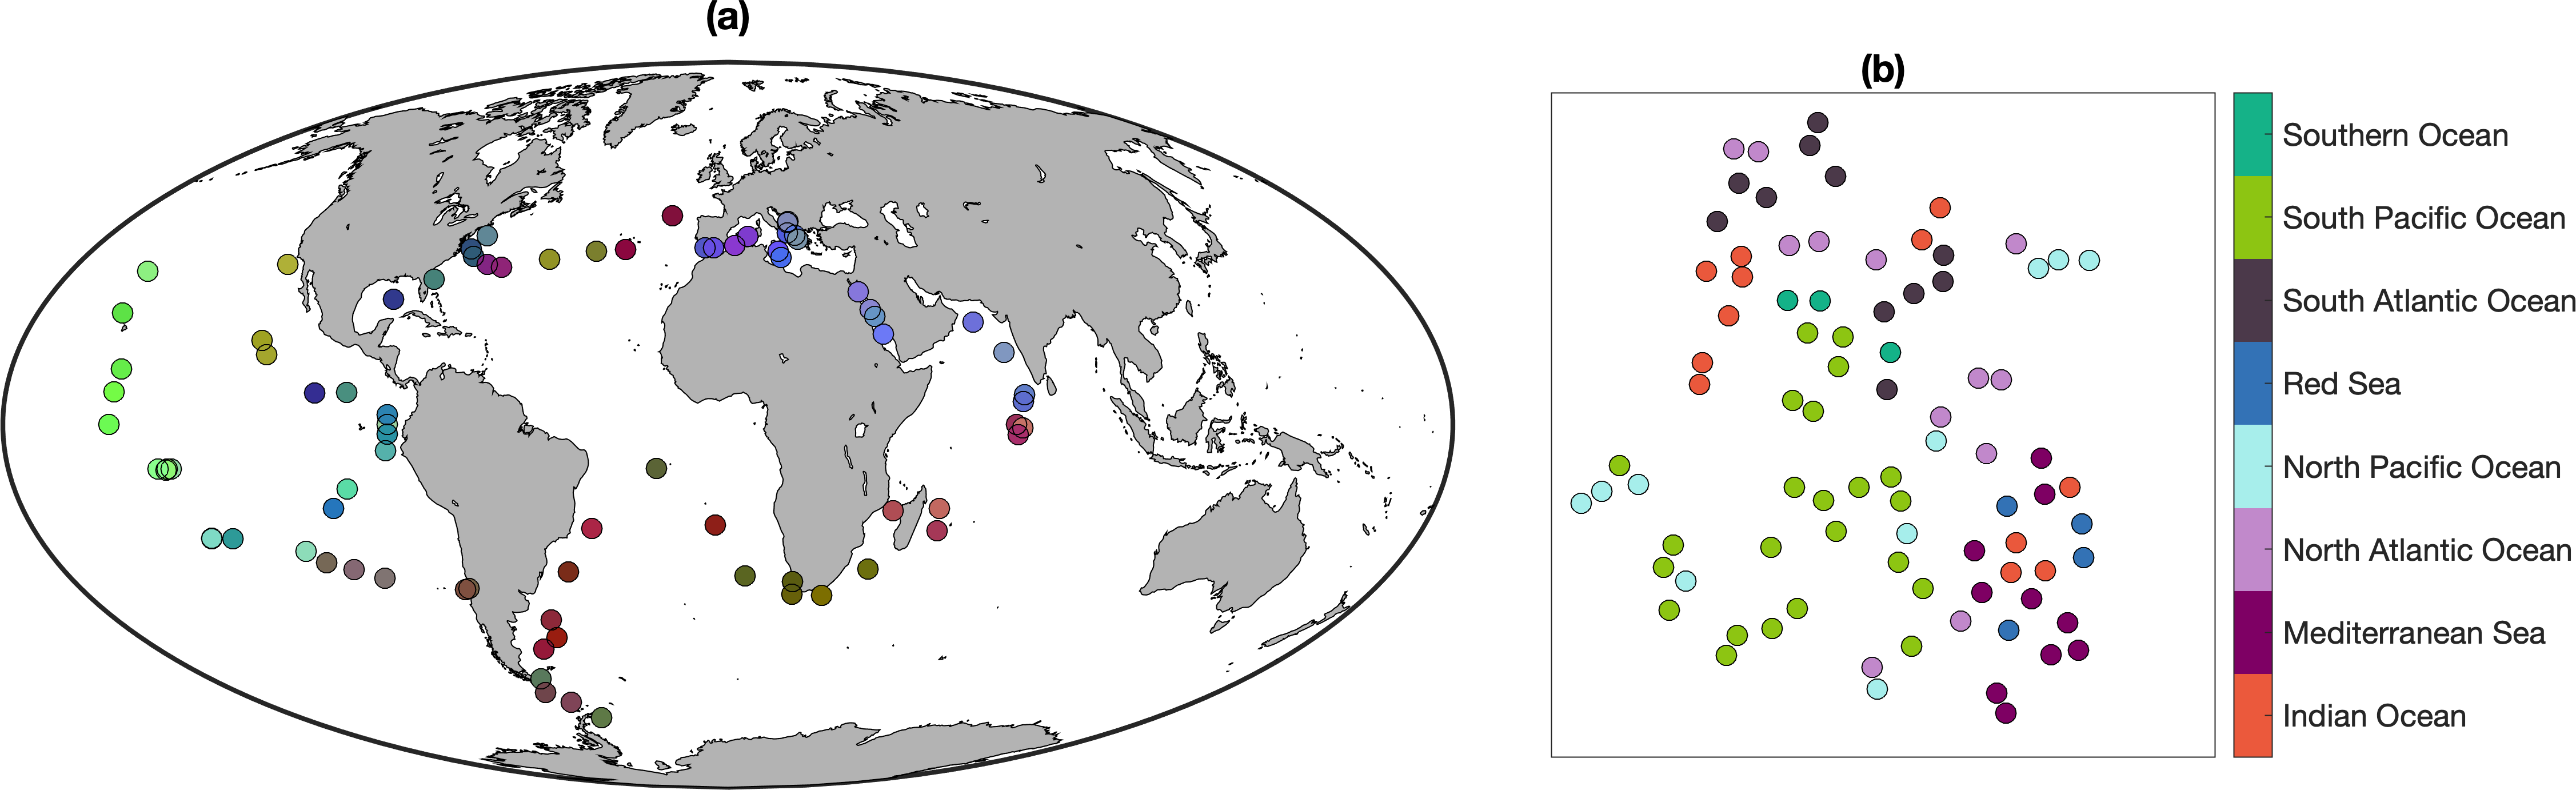 (a)
(b)
Southern Ocean
South Pacific Ocean
South Atlantic Ocean
Red Sea
North Pacific Ocean
North Atlantic Ocean
Mediterranean Sea
Indian Ocean